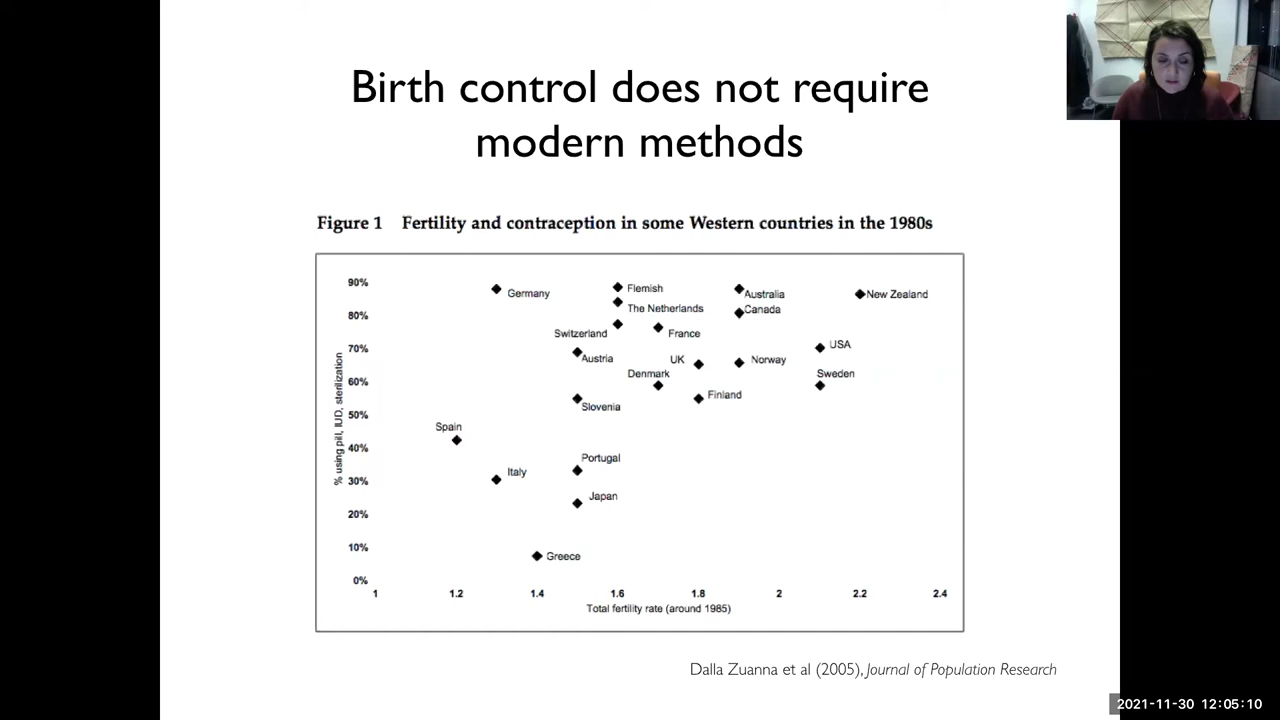 Birth control does not require
modern methods
Figure 1 Fertility and contraception in some Western countries in the 1980s
% using pill, IUD, sterilization
90%
80%
70%
60%
50%
40%
30%
20%
10%
0%
Germany
Flemish
The Netherlands
Australia
New Zealand
Canada
Switzerland
France
USA
Austria
UK
Norway
Denmark
Sweden
Finland
Slovenia
Spain
Portugal
Italy
Japan
Greece
1 1.2 1.4 1.6 1.8 2 2.2 2.4
Total fertility rate (around 1985)
Dalla Zuanna et al (2005), Journal of Population Research
2021-11-30 12:05:10